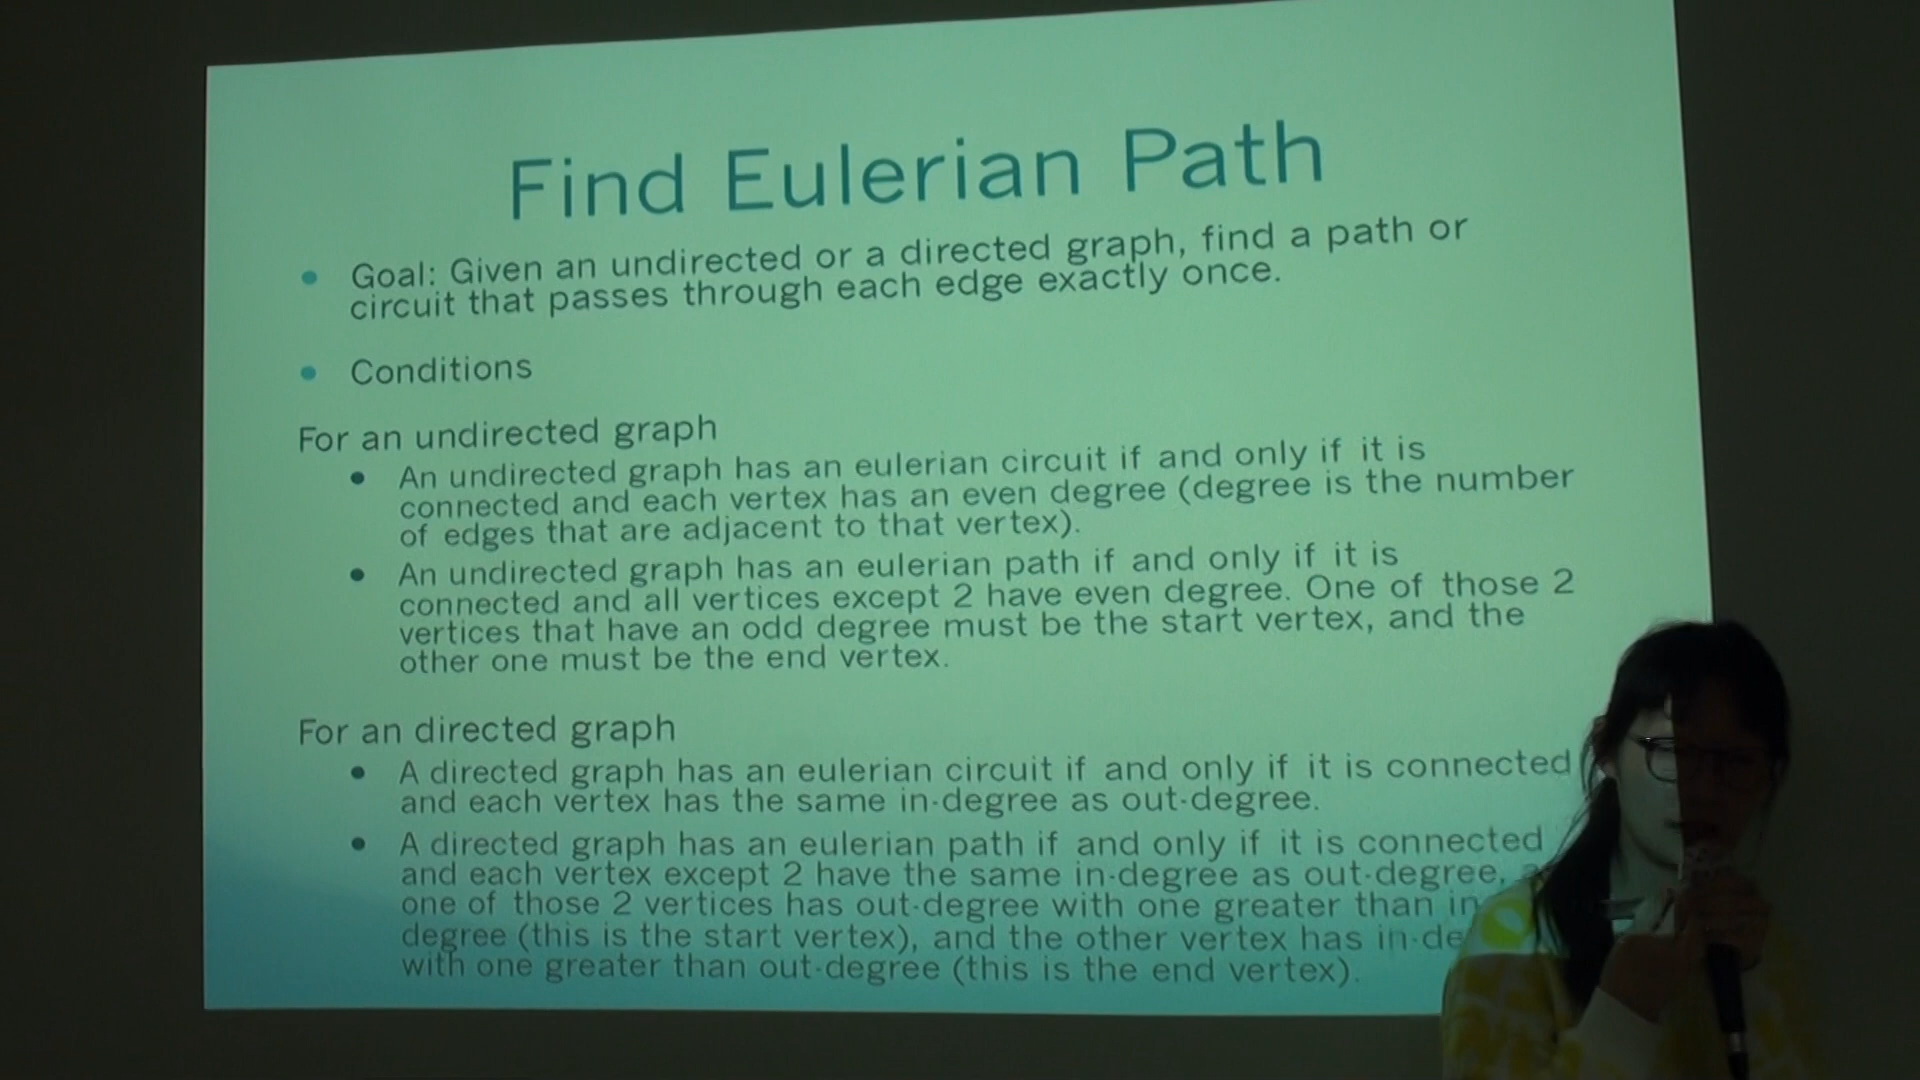 Find Eulerian Path
Goal: Given an undirected or a directed graph, find a path or
circuit that passes through each edge exactly once.
Conditions
For an undirected graph
An undirected graph has an eulerian circuit if and only if it is
connected and each vertex has an even degree (degree is the number
of edges that are adjacent to that vertex).
An undirected graph has an eulerian path if and only if it is
connected and all vertices except 2 have even degree. One of those 2
vertices that have an odd degree must be the start vertex, and the
other one must be the end vertex.
For an directed graph
A directed graph has an eulerian circuit if and only if it is connected
and each vertex has the same in-degree as out-degree.
A directed graph has an eulerian path if and only if it is connected
and each vertex except 2 have the same in-degree as out-degree,
one of those 2 vertices has out-degree with one greater than in
degree (this is the start vertex), and the other vertex has in-de
with one greater than out-degree (this is the end vertex).